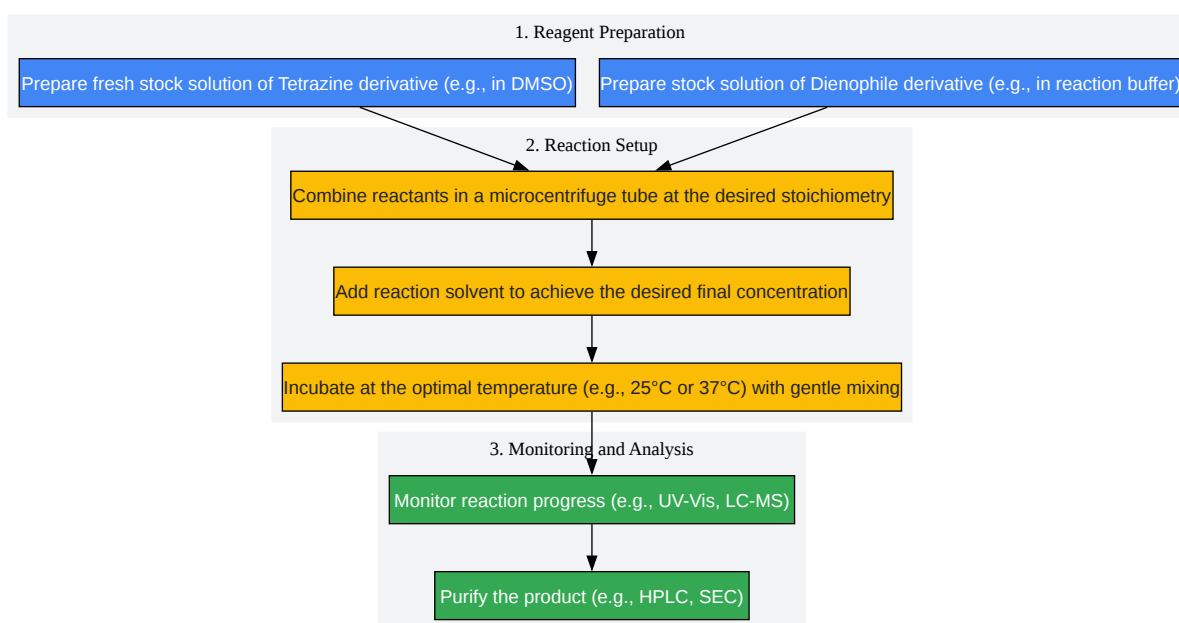 1. Reagent Preparation
Prepare fresh stock solution of Tetrazine derivative (e.g., in DMSO)
Prepare stock solution of Dienophile derivative (e.g., in reaction buffer)
2. Reaction Setup
Combine reactants in a microcentrifuge tube at the desired stoichiometry
Add reaction solvent to achieve the desired final concentration
Incubate at the optimal temperature (e.g., 25°C or 37°C) with gentle mixing
3. Monitoring and Analysis
Monitor reaction progress (e.g., UV-Vis, LC-MS)
Purify the product (e.g., HPLC, SEC)